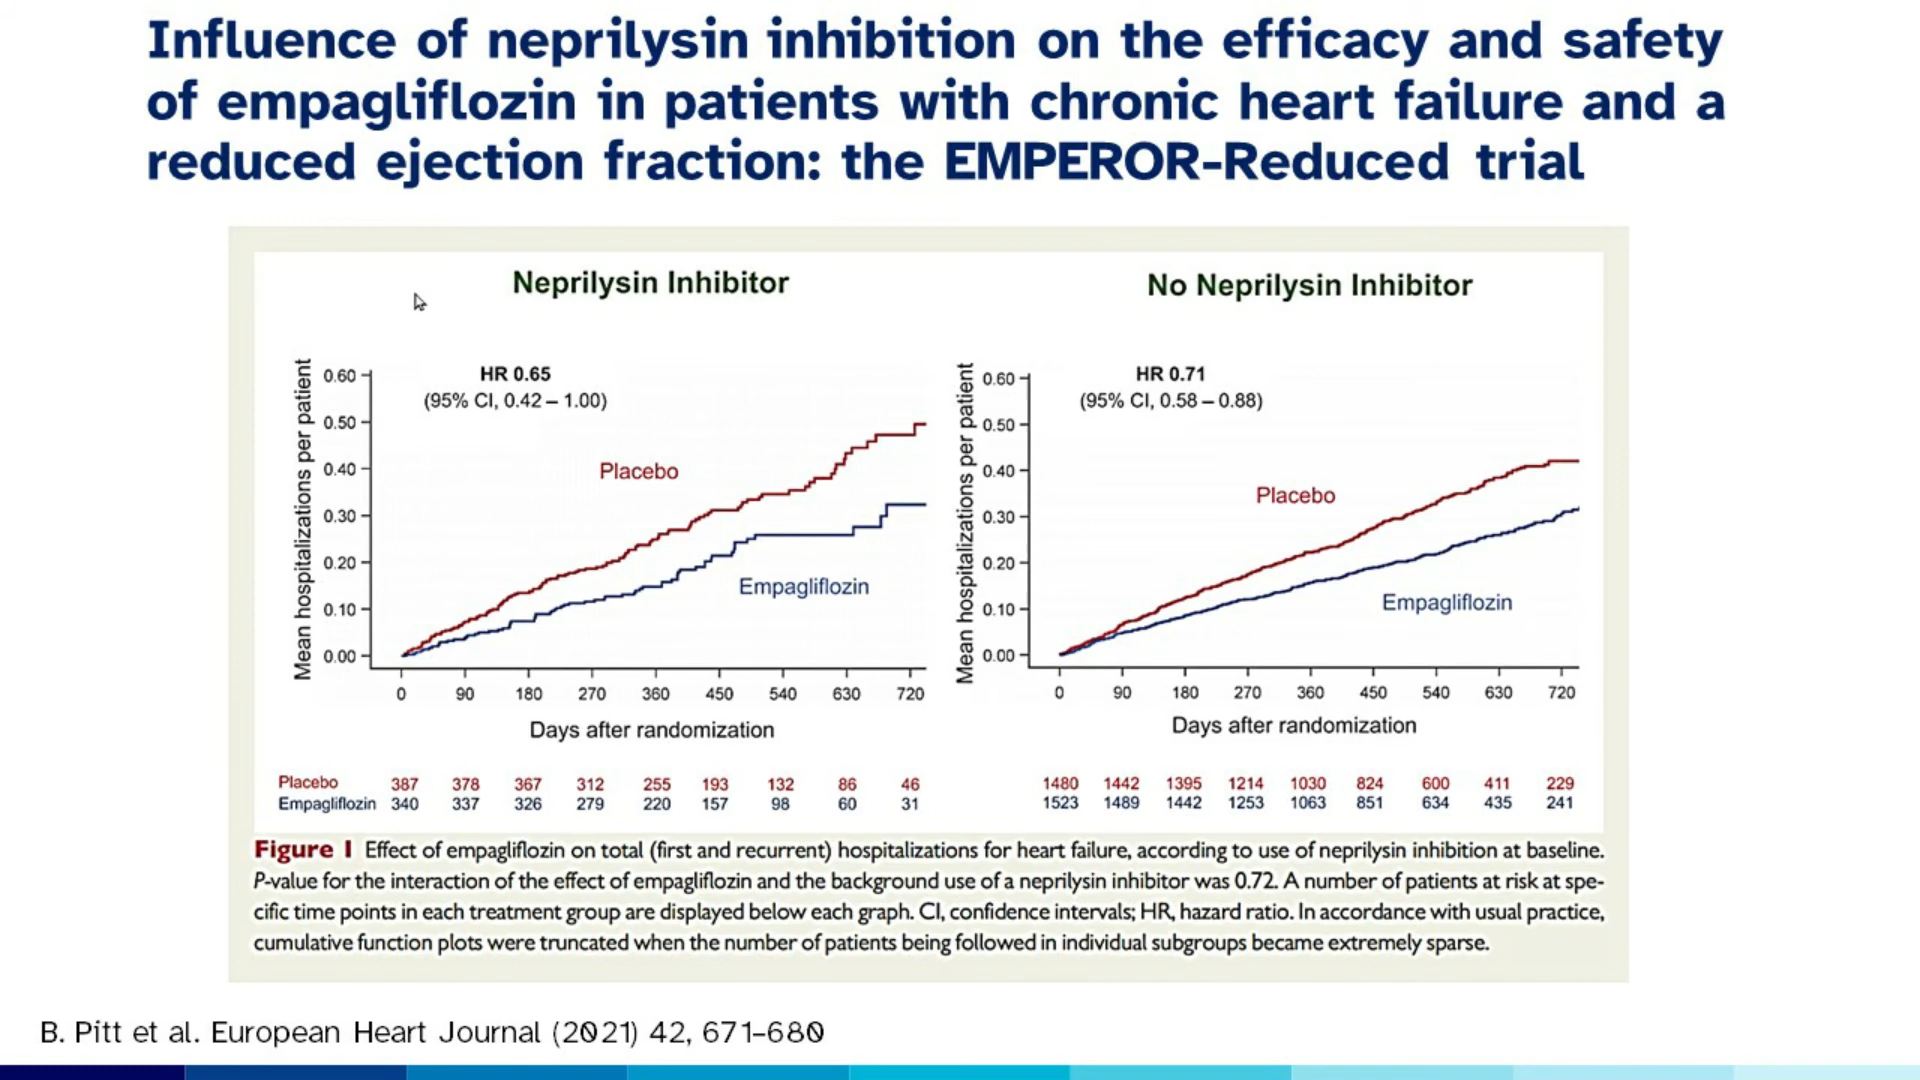 Influence of neprilysin inhibition on the efficacy and safety
of empagliflozin in patients with chronic heart failure and a
reduced ejection fraction: the EMPEROR-Reduced trial
Neprilysin Inhibitor
Mean hospitalizations per patient
0.60
0.50
0.40
0.30
0.20
0.10
0.00
HR 0.65
(95% CI, 0.42 – 1.00)
Placebo
Empagliflozin
0 90 180 270 360 450 540 630 720
Days after randomization
Placebo 387 378 367 312 255 193 132 86 46
Empagliflozin 340 337 326 279 220 157 98 60 31
No Neprilysin Inhibitor
Mean hospitalizations per patient
0.60
0.50
0.40
0.30
0.20
0.10
0.00
HR 0.71
(95% CI, 0.58 – 0.88)
Placebo
Empagliflozin
0 90 180 270 360 450 540 630 720
Days after randomization
1480 1442 1395 1214 1030 824 600 411 229
1523 1489 1442 1253 1063 851 634 435 241
Figure 1 Effect of empagliflozin on total (first and recurrent) hospitalizations for heart failure, according to use of neprilysin inhibition at baseline.
P-value for the interaction of the effect of empagliflozin and the background use of a neprilysin inhibitor was 0.72. A number of patients at risk at spe-
cific time points in each treatment group are displayed below each graph. CI, confidence intervals; HR, hazard ratio. In accordance with usual practice,
cumulative function plots were truncated when the number of patients being followed in individual subgroups became extremely sparse.
B. Pitt et al. European Heart Journal (2021) 42, 671–680